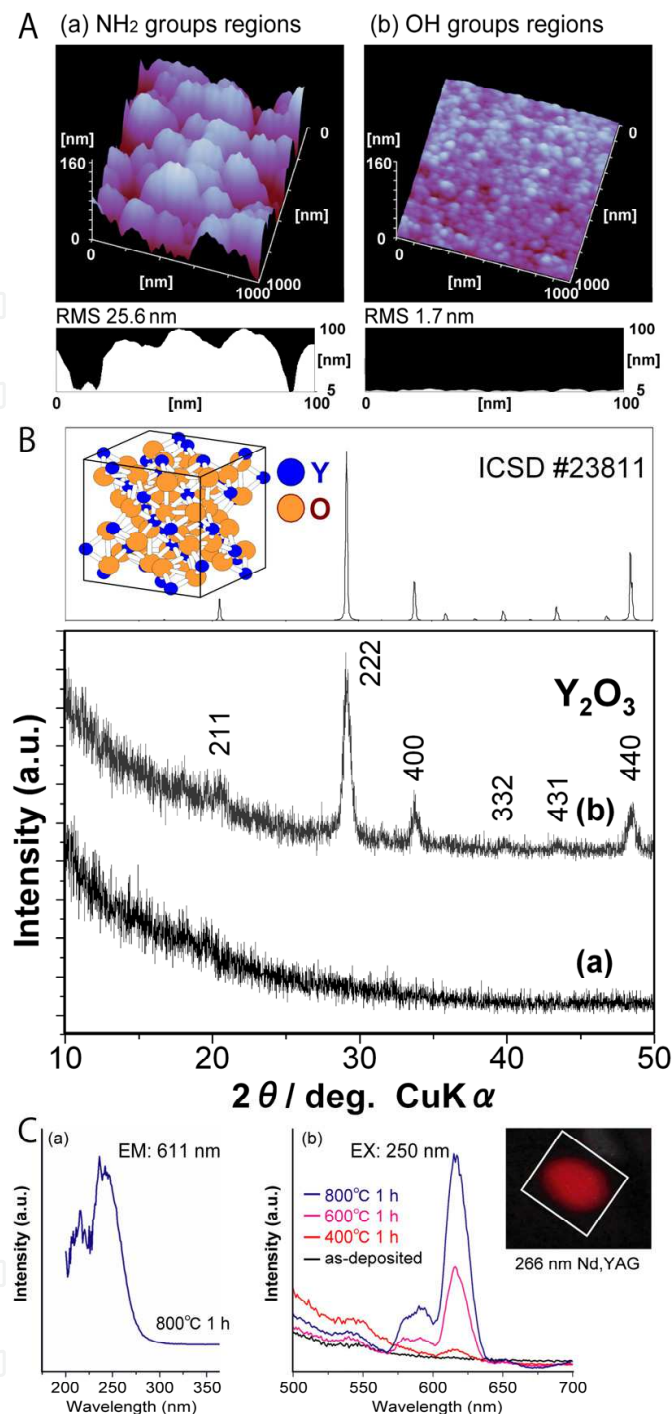 A
(a) NH2 groups regions
(b) OH groups regions
[nm]
160
0
0
[nm]
[nm]
0
1000
1000
[nm]
160
0
0
[nm]
[nm]
0
1000
1000
RMS 25.6 nm
100
[nm]
5
0
[nm]
100
RMS 1.7 nm
100
[nm]
5
0
[nm]
100
B
Y
O
ICSD #23811
Y2O3
211
222
400
332
431
440
(b)
(a)
Intensity (a.u.)
10
20
30
40
50
2 θ / deg. CuK α
C
(a)
EM: 611 nm
Intensity (a.u.)
800°C 1 h
200
250
300
350
Wavelength (nm)
(b)
EX: 250 nm
Intensity (a.u.)
800°C 1 h
600°C 1 h
400°C 1 h
as-deposited
266 nm Nd,YAG
500
550
600
650
700
Wavelength (nm)